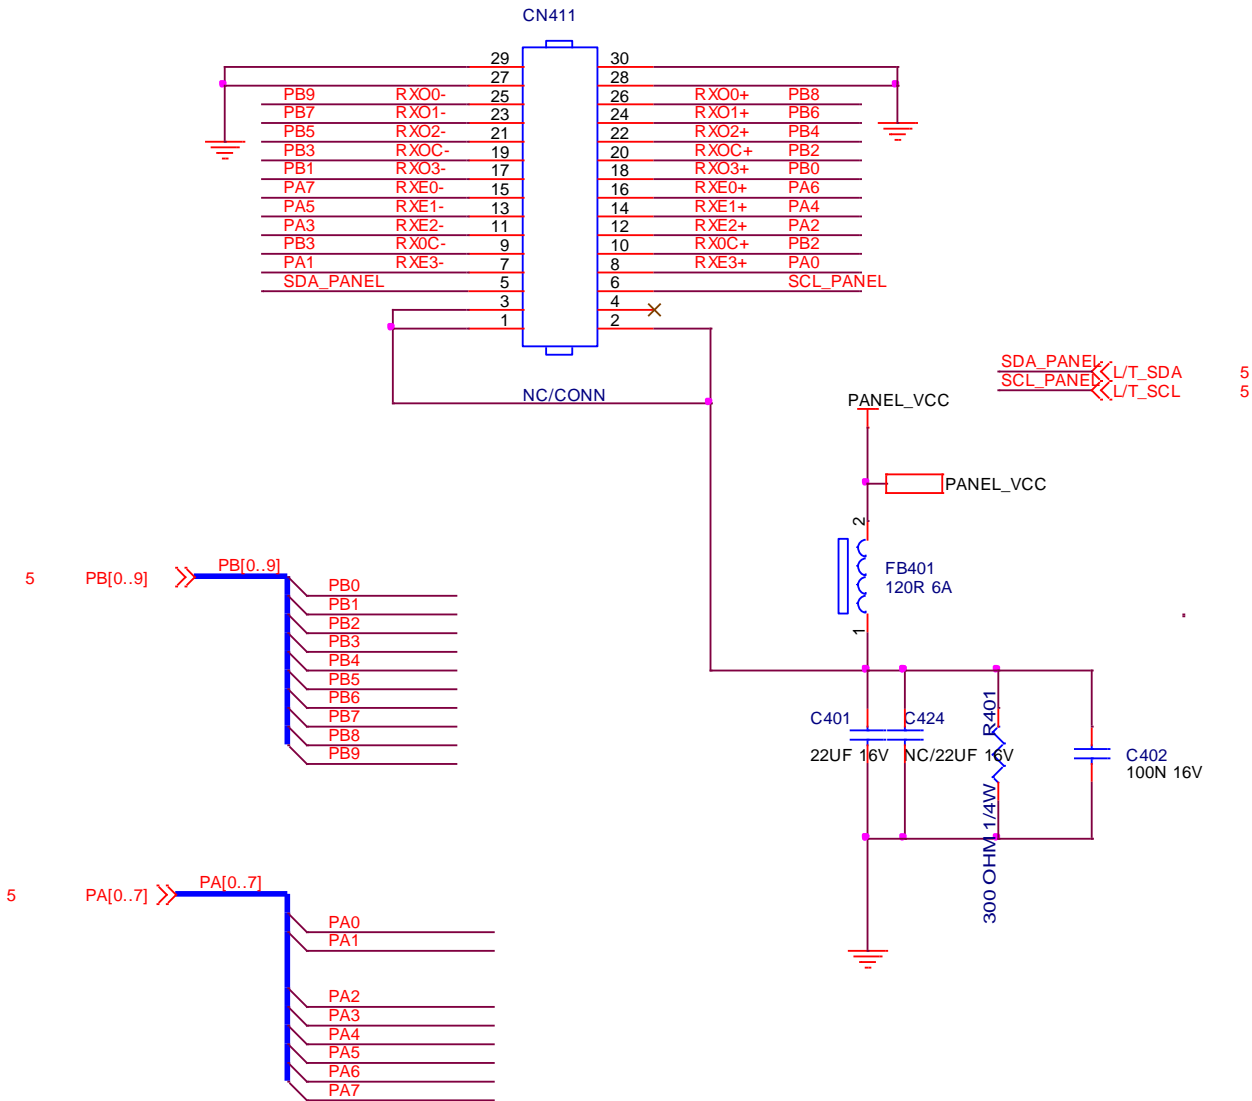 CN411
29 30
27 28
PB9 RXO0- 25 26 RXO0+ PB8
PB7 RXO1- 23 24 RXO1+ PB6
PB5 RXO2- 21 22 RXO2+ PB4
PB3 RXOC- 19 20 RXOC+ PB2
PB1 RXO3- 17 18 RXO3+ PB0
PA7 RXE0- 15 16 RXE0+ PA6
PA5 RXE1- 13 14 RXE1+ PA4
PA3 RXE2- 11 12 RXE2+ PA2
PB3 RX0C- 9 10 RX0C+ PB2
PA1 RXE3- 7 8 RXE3+ PA0
SDA_PANEL 5 6 SCL_PANEL
3 4
1 2
NC/CONN
SDA_PANEL L/T_SDA 5
SCL_PANEL L/T_SCL 5
PANEL_VCC
PANEL_VCC
2
FB401
120R 6A
1
5 PB[0..9] PB[0..9]
PB0
PB1
PB2
PB3
PB4
PB5
PB6
PB7
PB8
PB9
C401
22UF 16V
C424
NC/22UF 16V
R401
300 OHM 1/4W
C402
100N 16V
5 PA[0..7] PA[0..7]
PA0
PA1
PA2
PA3
PA4
PA5
PA6
PA7